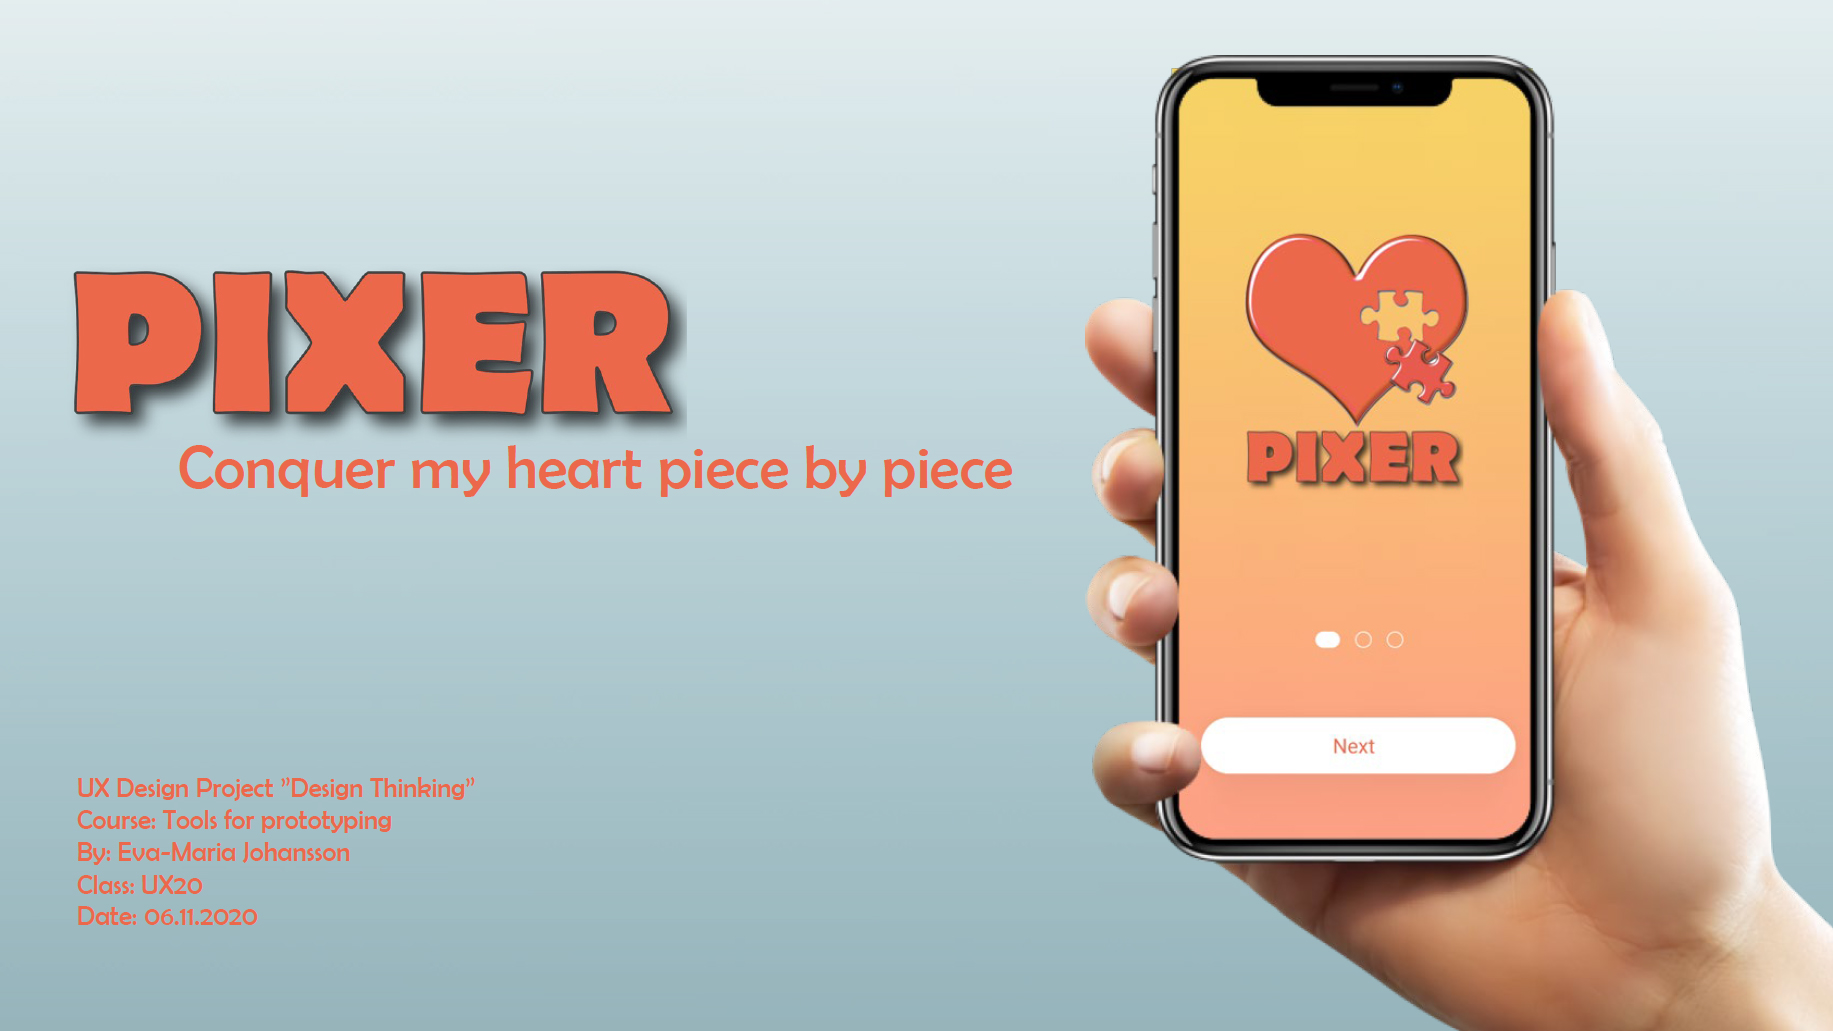 PIXER
Conquer my heart piece by piece
UX Design Project ”Design Thinking”
Course: Tools for prototyping
By: Eva-Maria Johansson
Class: UX20
Date: 06.11.2020
PIXER
Next